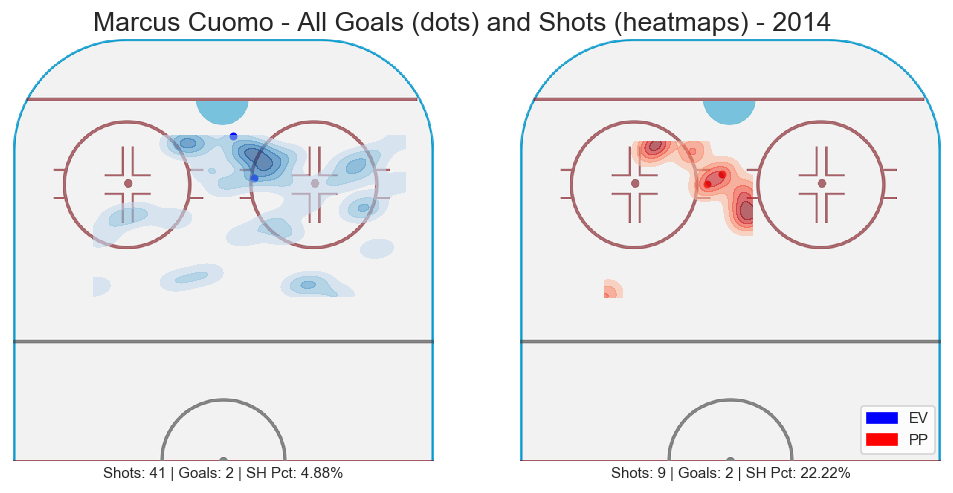 Marcus Cuomo - All Goals (dots) and Shots (heatmaps) - 2014
EV
PP
Shots: 41 | Goals: 2 | SH Pct: 4.88%
Shots: 9 | Goals: 2 | SH Pct: 22.22%